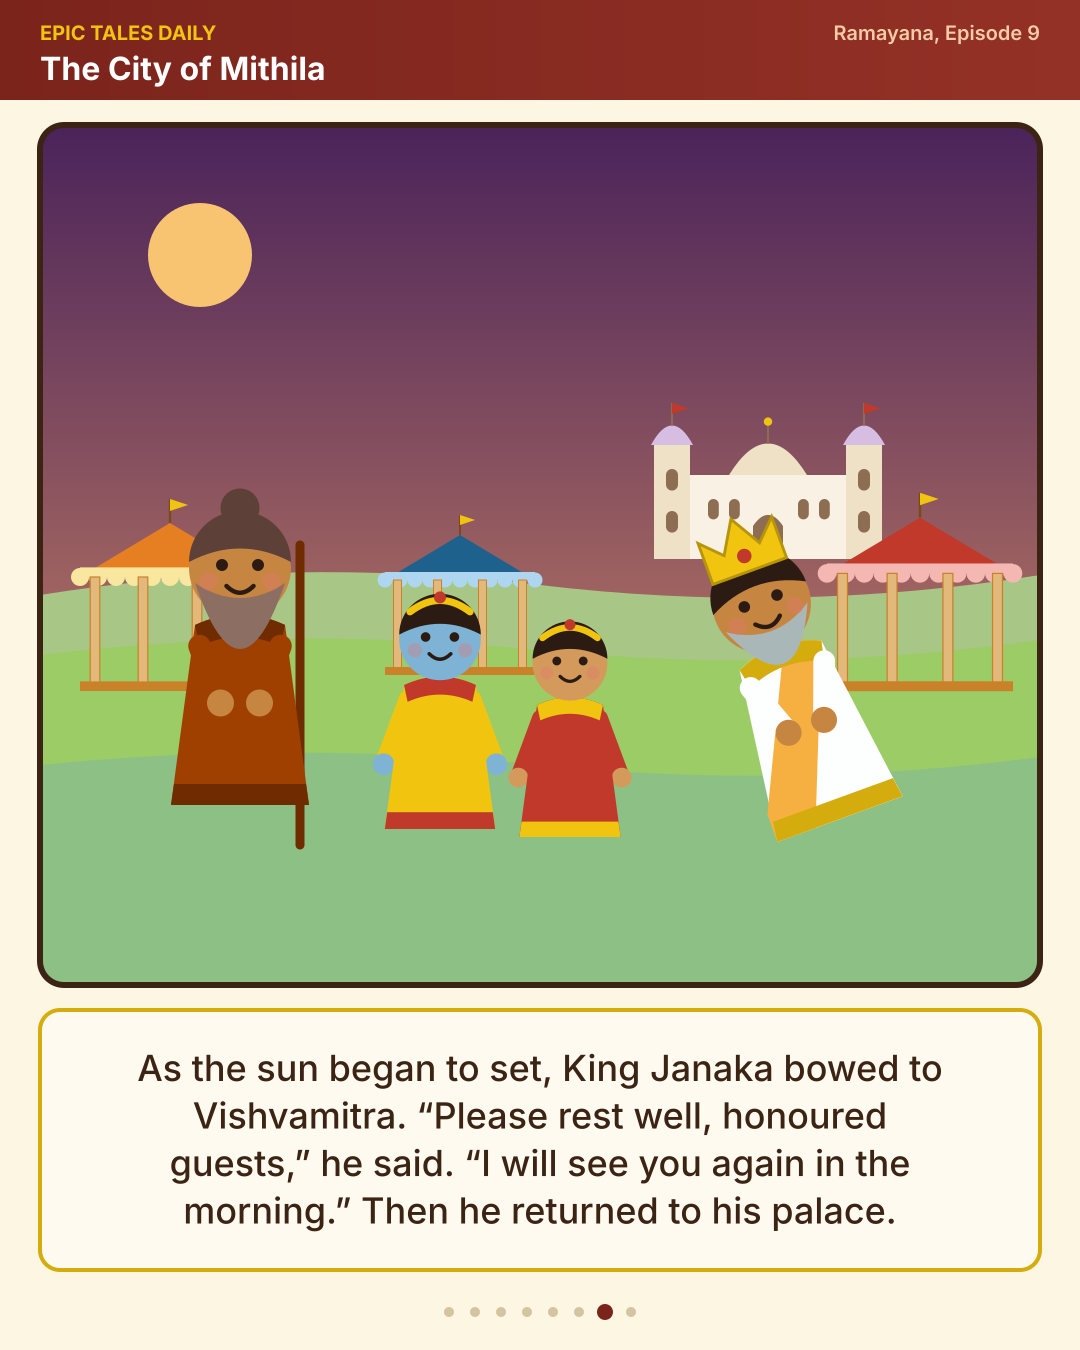 EPIC TALES DAILY
Ramayana, Episode 9
The City of Mithila
As the sun began to set, King Janaka bowed to
Vishvamitra. “Please rest well, honoured
guests,” he said. “I will see you again in the
morning.” Then he returned to his palace.